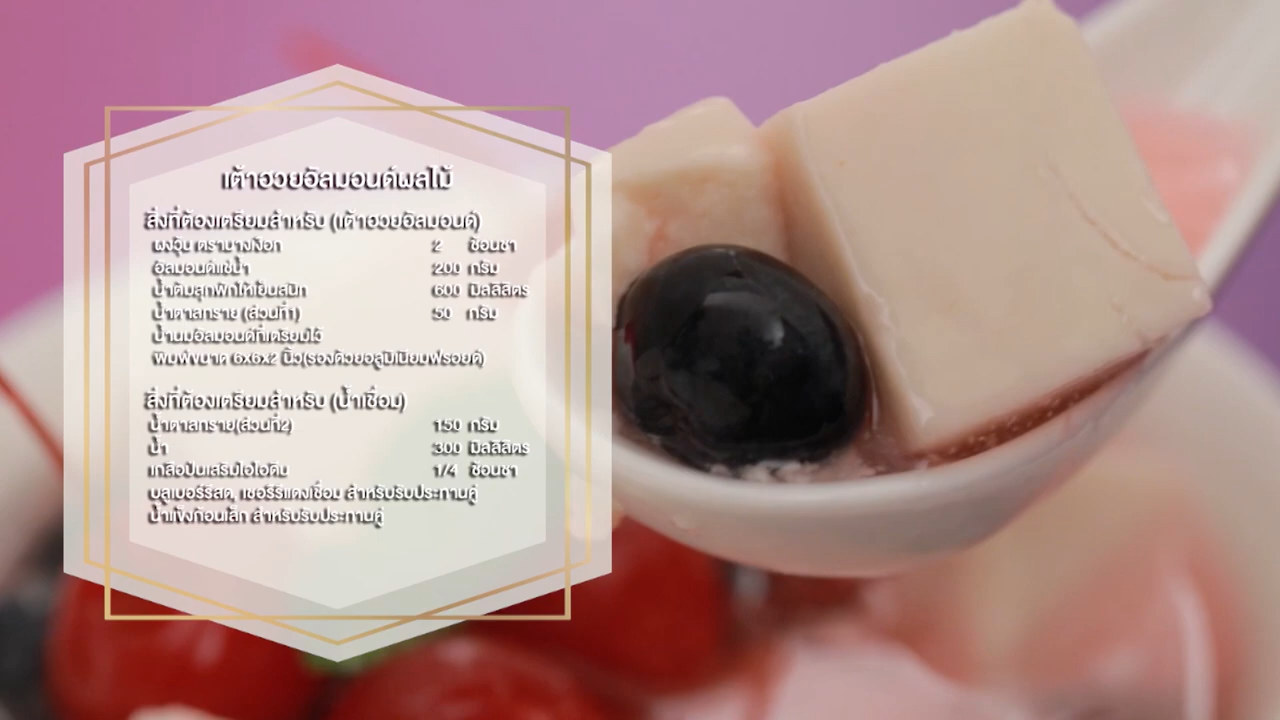 เต้าฮวยอัลมอนด์ผลไม้
สิ่งที่ต้องเตรียมสำหรับ (เต้าฮวยอัลมอนด์)
ผงวุ้น ตรานางเงือก 2 ช้อนชา
อัลมอนด์แช่น้ำ 200 กรัม
น้ำต้มสุกพักให้เย็นสนิท 600 มิลลิลิตร
น้ำตาลทราย (ส่วนที่1) 50 กรัม
น้ำนมอัลมอนด์ที่เตรียมไว้
พิมพ์ขนาด 6x6x2 นิ้ว(รองด้วยอลูมิเนียมฟรอยด์)
สิ่งที่ต้องเตรียมสำหรับ (น้ำเชื่อม)
น้ำตาลทราย(ส่วนที่2) 150 กรัม
น้ำ 300 มิลลิลิตร
เกลือป่นเสริมไอโอดีน 1/4 ช้อนชา
บลูเบอร์รีสด, เชอร์รีแดงเชื่อม สำหรับรับประทานคู่
น้ำแข็งก้อนเล็ก สำหรับรับประทานคู่